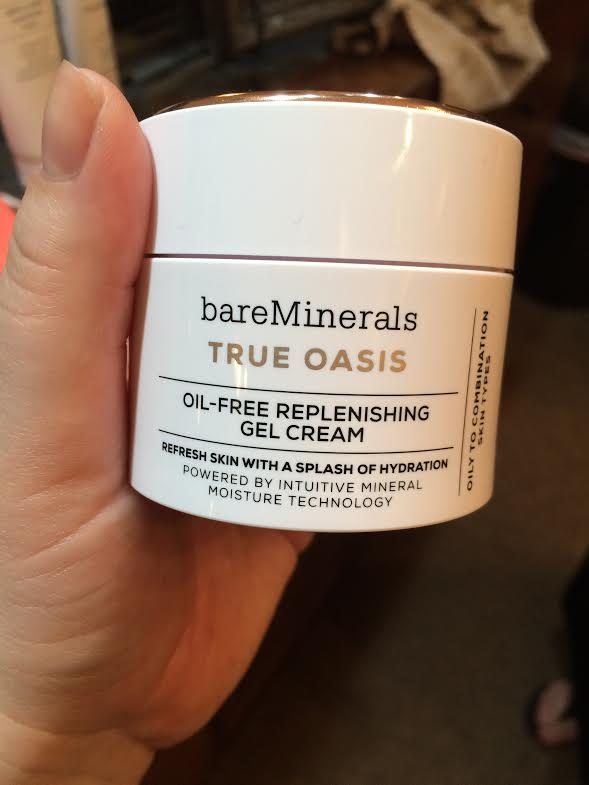 bareMinerals
TRUE OASIS
OIL-FREE REPLENISHING
GEL CREAM
REFRESH SKIN WITH A SPLASH OF HYDRATION
POWERED BY INTUITIVE MINERAL
MOISTURE TECHNOLOGY
OILY TO COMBINATION
SKIN TYPES